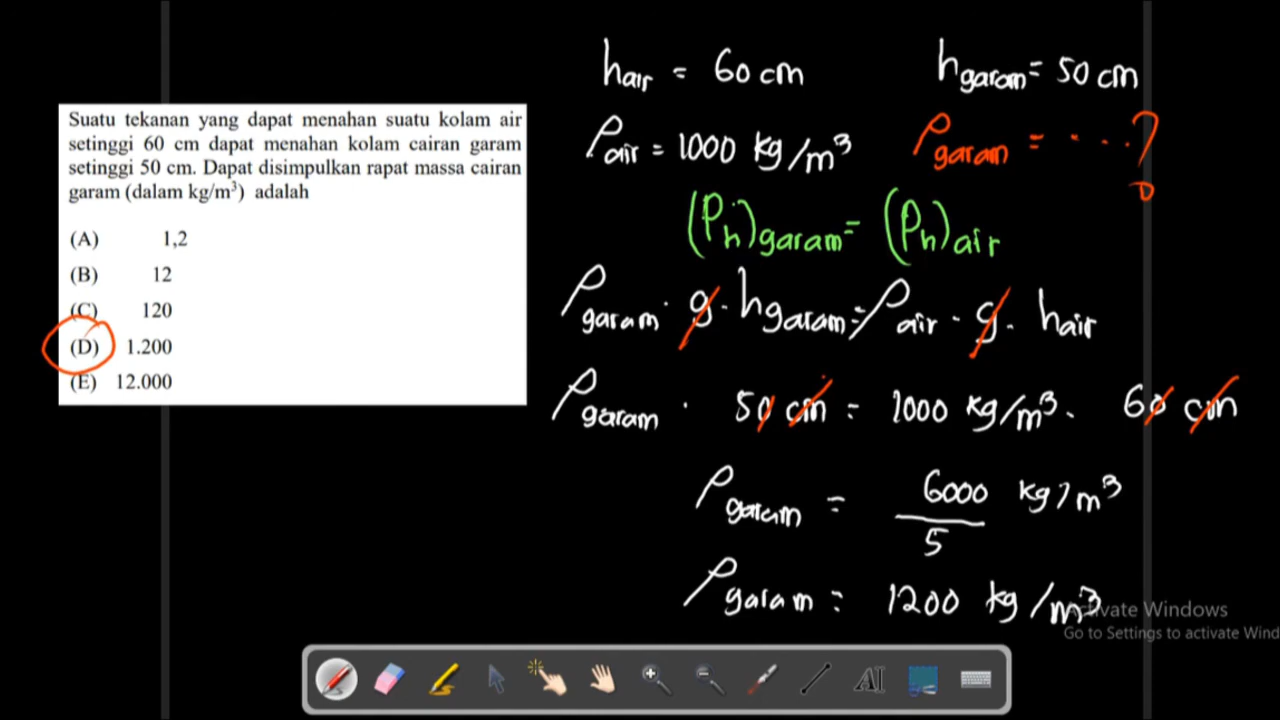 Suatu tekanan yang dapat menahan suatu kolam air
setinggi 60 cm dapat menahan kolam cairan garam
setinggi 50 cm. Dapat disimpulkan rapat massa cairan
garam (dalam kg/m³) adalah
(A) 1,2
(B) 12
(C) 120
(D) 1.200
(E) 12.000
h air = 60 cm
h garam = 50 cm
ρ air = 1000 kg/m³
ρ garam = ...?
(Ph) garam = (Ph) air
ρ garam . g . h garam = ρ air . g . h air
ρ garam . 50 cm = 1000 kg/m³ . 60 cm
ρ garam = 6000/5 kg/m³
ρ garam = 1200 kg/m³
Activate Windows
Go to Settings to activate Wind
AI